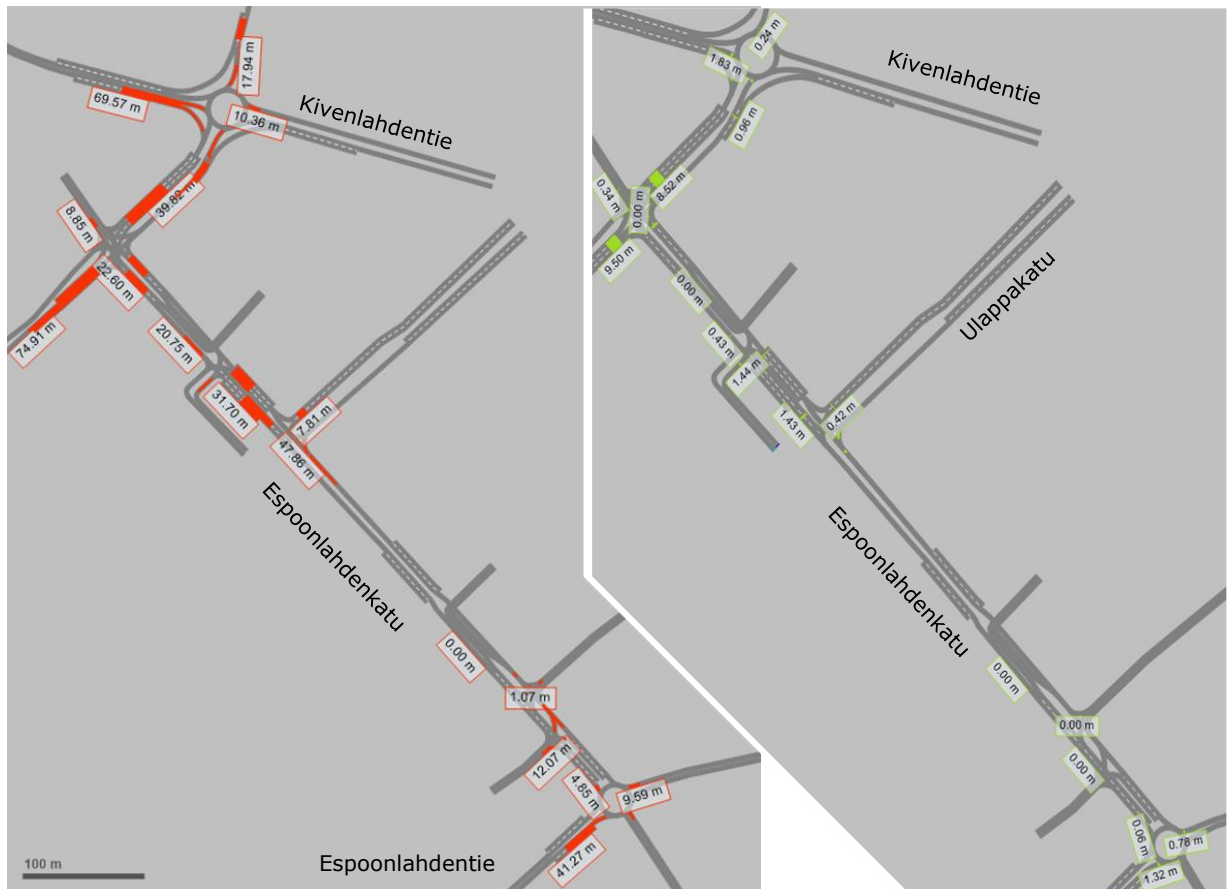 17.94 m
69.57 m
10.36 m
Kivenlahdentie
39.82 m
8.85 m
22.60 m
74.91 m
20.75 m
31.70 m
7.81 m
47.86 m
Espoonlahdenkatu
0.00 m
1.07 m
12.07 m
4.85 m
9.59 m
41.27 m
Espoonlahdentie
100 m
0.24 m
1.83 m
Kivenlahdentie
0.96 m
0.34 m
0.00 m
8.52 m
9.50 m
0.00 m
Ulappakatu
0.43 m
1.44 m
1.43 m
0.42 m
Espoonlahdenkatu
0.00 m
0.00 m
0.00 m
0.06 m
0.78 m
1.32 m